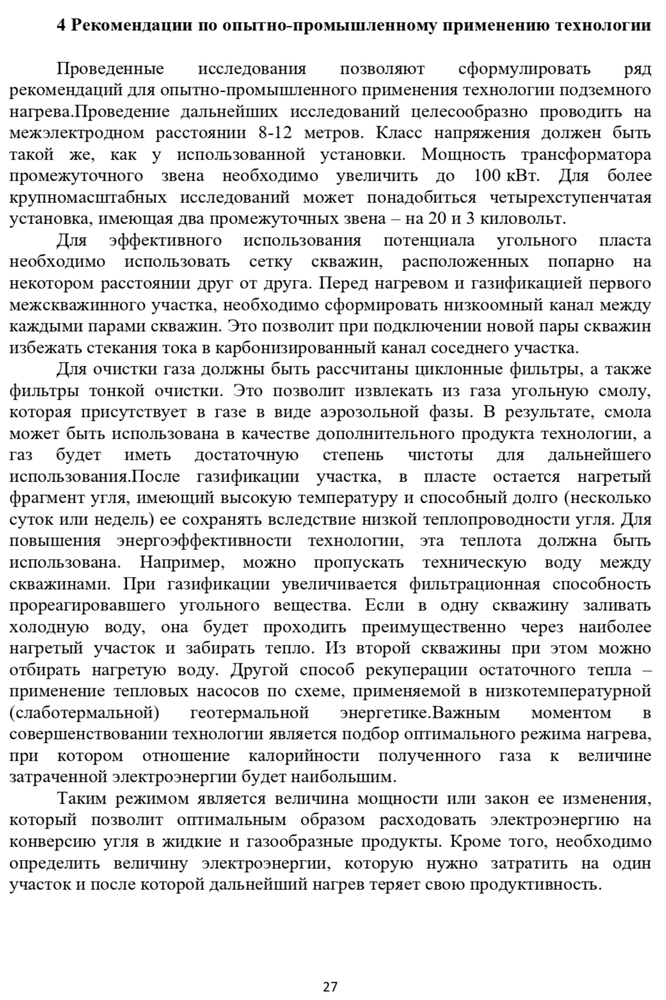 4 Рекомендации по опытно-промышленному применению технологии
Проведенные исследования позволяют сформулировать ряд
рекомендаций для опытно-промышленного применения технологии подземного
нагрева.Проведение дальнейших исследований целесообразно проводить на
межэлектродном расстоянии 8-12 метров. Класс напряжения должен быть
такой же, как у использованной установки. Мощность трансформатора
промежуточного звена необходимо увеличить до 100 кВт. Для более
крупномасштабных исследований может понадобиться четырехступенчатая
установка, имеющая два промежуточных звена – на 20 и 3 киловольт.
Для эффективного использования потенциала угольного пласта
необходимо использовать сетку скважин, расположенных попарно на
некотором расстоянии друг от друга. Перед нагревом и газификацией первого
межскважинного участка, необходимо сформировать низкоомный канал между
каждыми парами скважин. Это позволит при подключении новой пары скважин
избежать стекания тока в карбонизированный канал соседнего участка.
Для очистки газа должны быть рассчитаны циклонные фильтры, а также
фильтры тонкой очистки. Это позволит извлекать из газа угольную смолу,
которая присутствует в газе в виде аэрозольной фазы. В результате, смола
может быть использована в качестве дополнительного продукта технологии, а
газ будет иметь достаточную степень чистоты для дальнейшего
использования.После газификации участка, в пласте остается нагретый
фрагмент угля, имеющий высокую температуру и способный долго (несколько
суток или недель) ее сохранять вследствие низкой теплопроводности угля. Для
повышения энергоэффективности технологии, эта теплота должна быть
использована. Например, можно пропускать техническую воду между
скважинами. При газификации увеличивается фильтрационная способность
прореагировавшего угольного вещества. Если в одну скважину заливать
холодную воду, она будет проходить преимущественно через наиболее
нагретый участок и забирать тепло. Из второй скважины при этом можно
отбирать нагретую воду. Другой способ рекуперации остаточного тепла –
применение тепловых насосов по схеме, применяемой в низкотемпературной
(слаботермальной) геотермальной энергетике.Важным моментом в
совершенствовании технологии является подбор оптимального режима нагрева,
при котором отношение калорийности полученного газа к величине
затраченной электроэнергии будет наибольшим.
Таким режимом является величина мощности или закон ее изменения,
который позволит оптимальным образом расходовать электроэнергию на
конверсию угля в жидкие и газообразные продукты. Кроме того, необходимо
определить величину электроэнергии, которую нужно затратить на один
участок и после которой дальнейший нагрев теряет свою продуктивность.
27